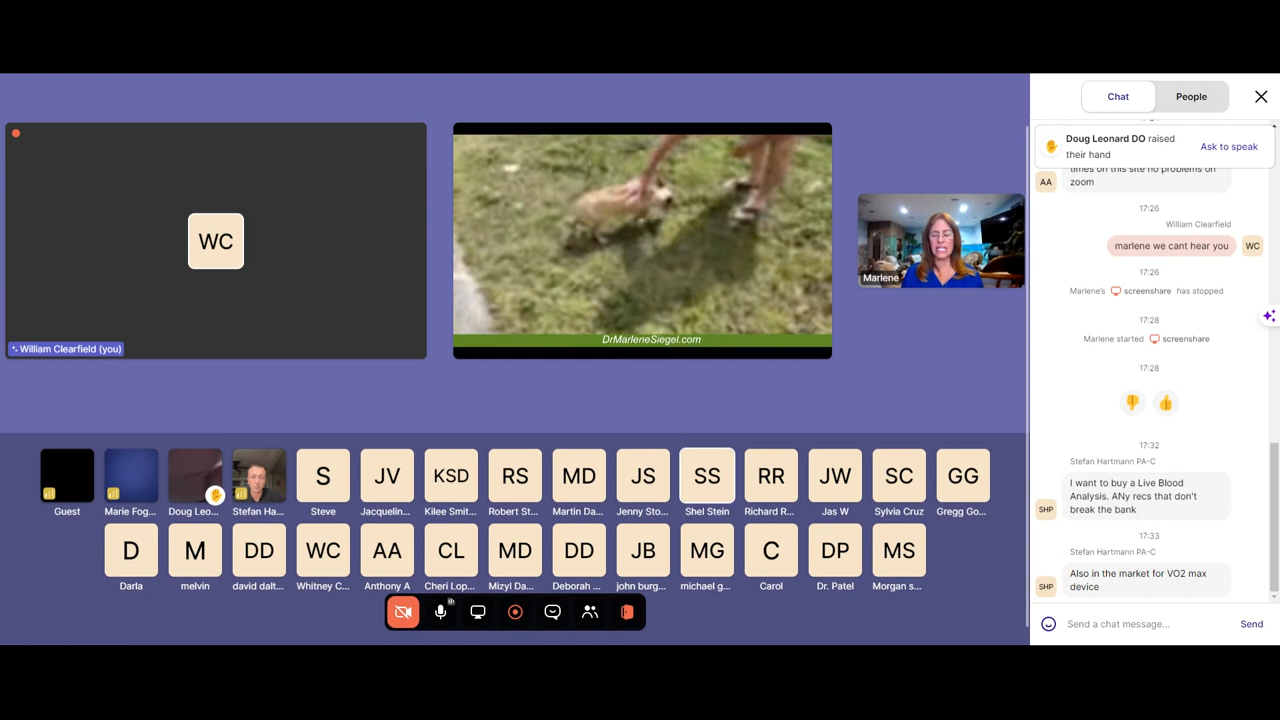 WC
William Clearfield (you)
DrMarleneSiegel.com
Marlene
Guest
Marie Fog...
Doug Leo...
Stefan Ha...
S
Steve
JV
Jacquelin...
KSD
Kilee Smit...
RS
Robert St...
MD
Martin Da...
JS
Jenny Sto...
SS
Shel Stein
RR
Richard R...
JW
Jas W
SC
Sylvia Cruz
GG
Gregg Go...
D
Darla
M
melvin
DD
david dalt...
WC
Whitney C...
AA
Anthony A
CL
Cheri Lop...
MD
Mizyl Da...
DD
Deborah ...
JB
john burg...
MG
michael g...
C
Carol
DP
Dr. Patel
MS
Morgan s...
Chat
People
Doug Leonard DO raised
their hand
Ask to speak
times on this site no problems on
zoom
AA
17:26
William Clearfield
marlene we cant hear you
WC
17:26
Marlene's screenshare has stopped
17:28
Marlene started screenshare
17:28
17:32
Stefan Hartmann PA-C
I want to buy a Live Blood
Analysis. ANy recs that don't
break the bank
SHP
17:33
Stefan Hartmann PA-C
Also in the market for VO2 max
device
SHP
Send a chat message...
Send